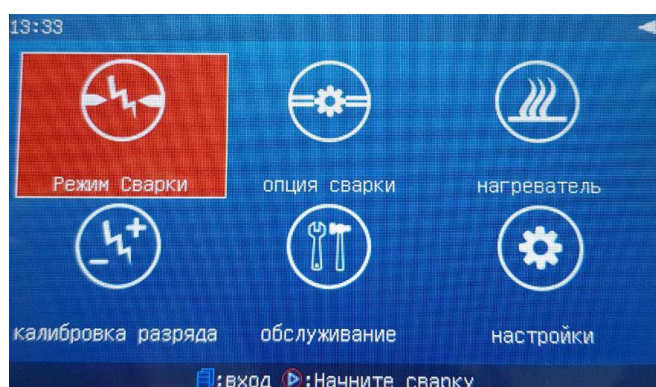 13:33
Режим Сварки
опция сварки
нагреватель
калибровка разряда
обслуживание
настройки
:вход :Начните сварку